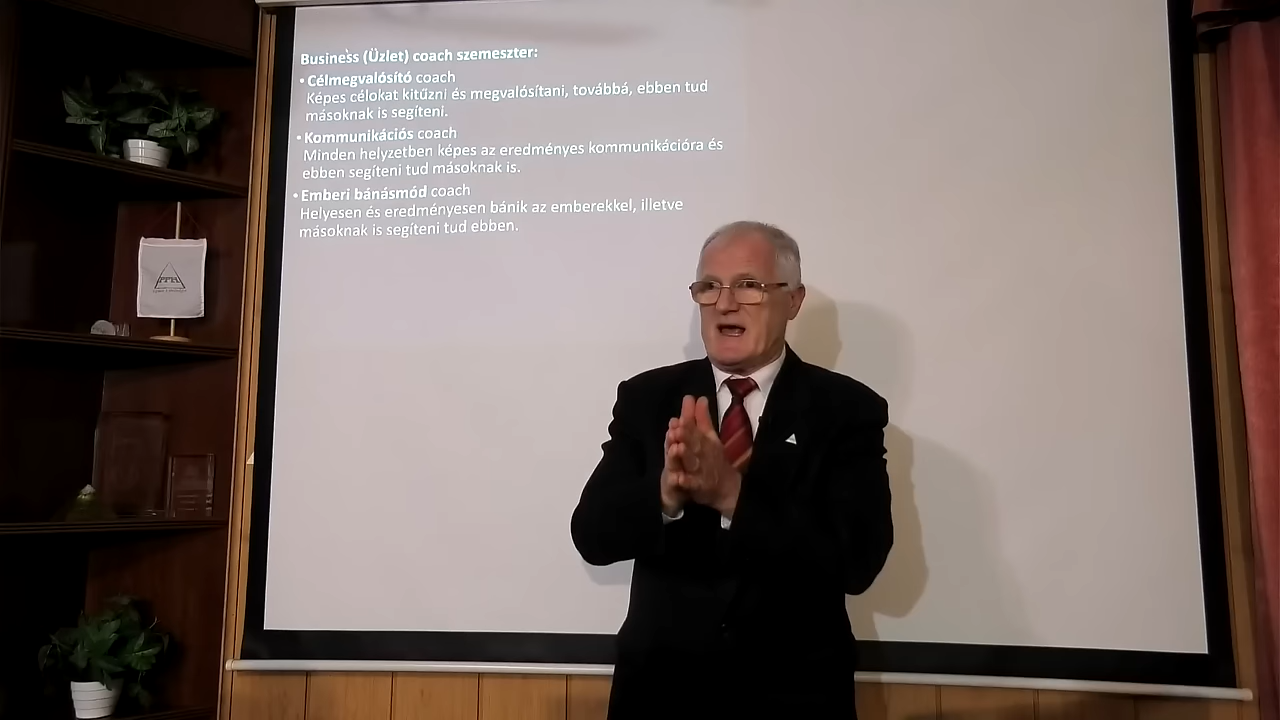 Business (Üzlet) coach szemeszter:
• Célmegvalósító coach
Képes célokat kitűzni és megvalósítani, továbbá, ebben tud
másoknak is segíteni.
• Kommunikációs coach
Minden helyzetben képes az eredményes kommunikációra és
ebben segíteni tud másoknak is.
• Emberi bánásmód coach
Helyesen és eredményesen bánik az emberekkel, illetve
másoknak is segíteni tud ebben.